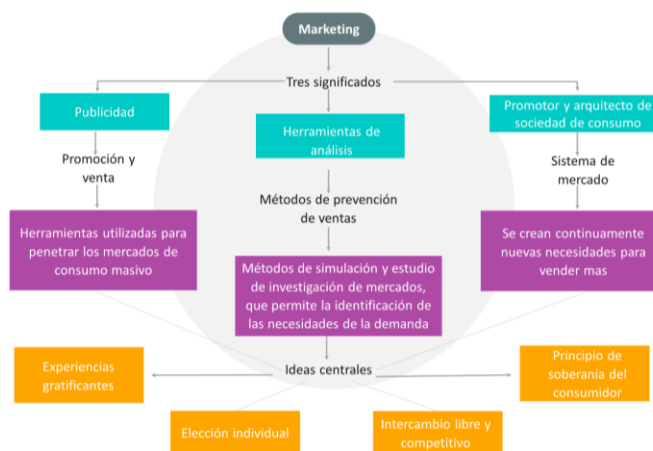 Marketing
Tres significados
Publicidad
Herramientas de
análisis
Promotor y arquitecto de
sociedad de consumo
Promoción y
venta
Métodos de prevención
de ventas
Sistema de
mercado
Herramientas utilizadas para
penetrar los mercados de
consumo masivo
Métodos de simulación y estudio
de investigación de mercados,
que permite la identificación de
las necesidades de la demanda
Se crean continuamente
nuevas necesidades para
vender mas
Ideas centrales
Experiencias
gratificantes
Elección individual
Intercambio libre y
competitivo
Principio de
soberanía del
consumidor